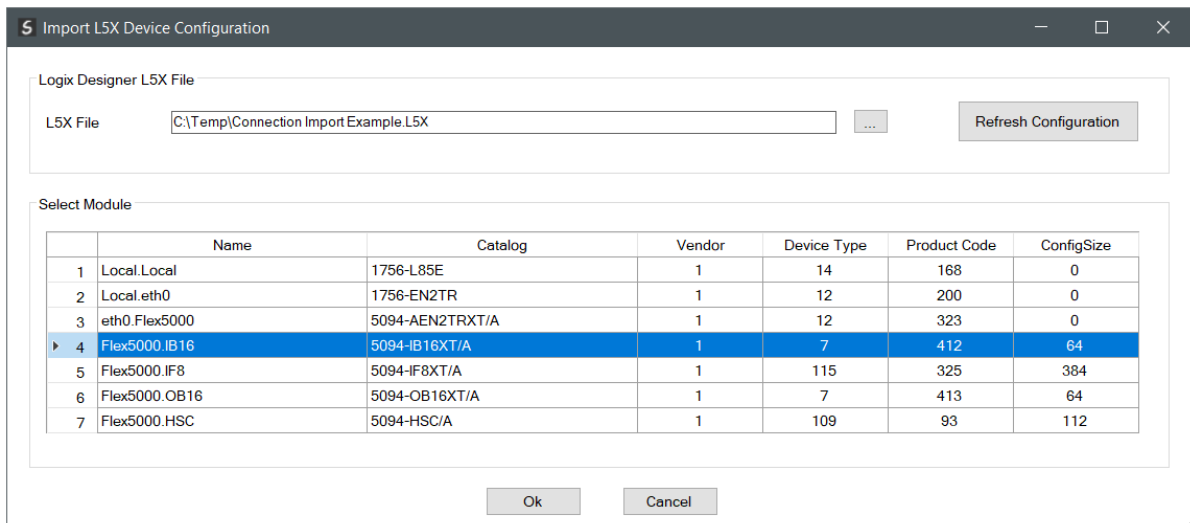 S Import L5X Device Configuration
Logix Designer L5X File
L5X File C:\Temp\Connection Import Example.L5X ... Refresh Configuration
Select Module
Name Catalog Vendor Device Type Product Code ConfigSize
1 Local.Local 1756-L85E 1 14 168 0
2 Local.eth0 1756-EN2TR 1 12 200 0
3 eth0.Flex5000 5094-AEN2TRXT/A 1 12 323 0
4 Flex5000.IB16 5094-IB16XT/A 1 7 412 64
5 Flex5000.IF8 5094-IF8XT/A 1 115 325 384
6 Flex5000.OB16 5094-OB16XT/A 1 7 413 64
7 Flex5000.HSC 5094-HSC/A 1 109 93 112
Ok Cancel